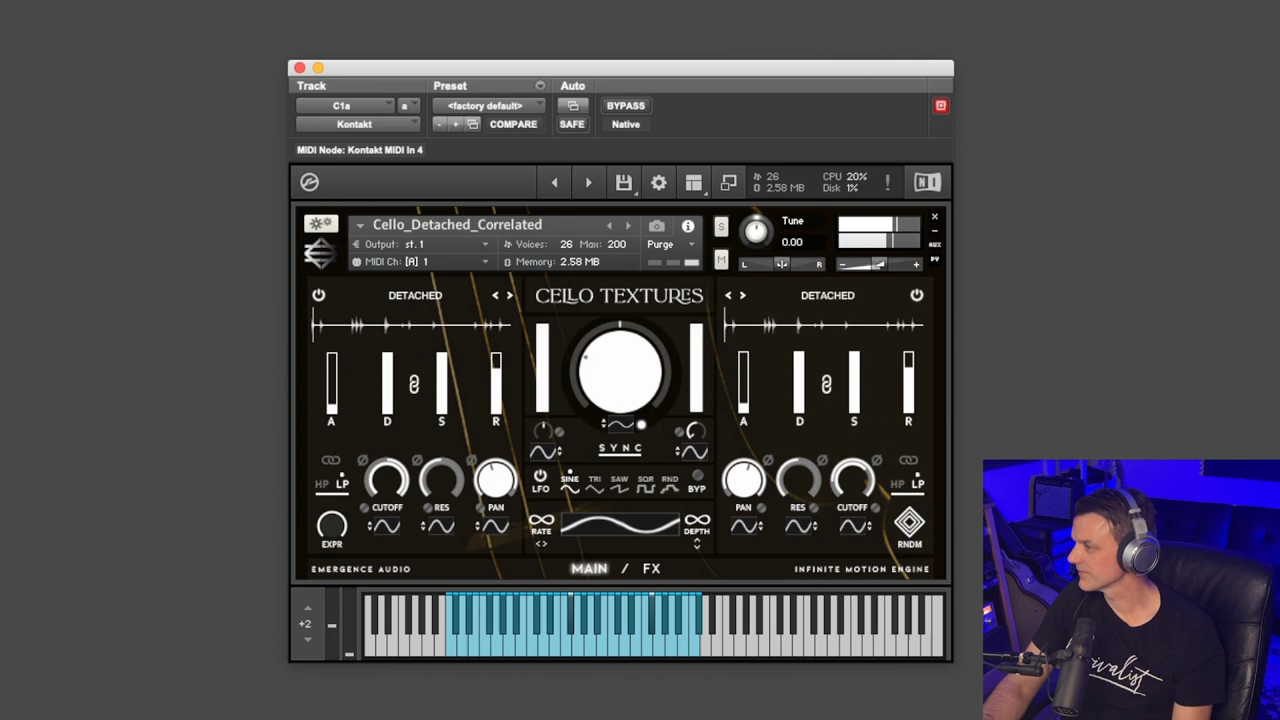 Track
Preset
Auto
C1a
a
<factory default>
BYPASS
Kontakt
- +
COMPARE
SAFE
Native
MIDI Node: Kontakt MIDI In 4
26
2.58 MB
CPU 20%
Disk 1%
!
NI
Cello_Detached_Correlated
Output: st. 1
Voices: 26 Max: 200
Purge
MIDI Ch: [A] 1
Memory: 2.58 MB
S
M
Tune
0.00
L R
- +
AUX
PV
DETACHED
CELLO TEXTURES
DETACHED
A D S R
A D S R
SYNC
HP LP
CUTOFF
RES
PAN
LFO
SINE
TRI
SAW
SQR
RND
BYP
PAN
RES
CUTOFF
HP LP
EXPR
RATE
DEPTH
RNDM
EMERGENCE AUDIO
MAIN / FX
INFINITE MOTION ENGINE
+2